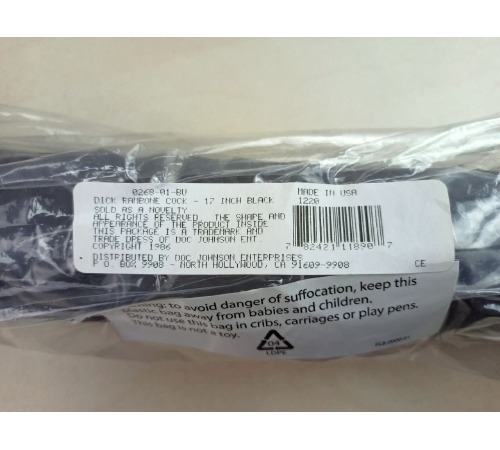 0268-01-BU MADE IN USA
DICK RAMBONE COCK - 17 INCH BLACK 1220
SOLD AS A NOVELTY
ALL RIGHTS RESERVED. THE SHAPE AND
APPEARANCE OF THE PRODUCT INSIDE
THIS PACKAGE IS A TRADEMARK AND
TRADE DRESS OF DOC JOHNSON ENT.
COPYRIGHT 1986
7 82421 11890 7
DISTRIBUTED BY DOC JOHNSON ENTERPRISES
P.O. BOX 9908 - NORTH HOLLYWOOD, CA 91609-9908 CE
to avoid danger of suffocation, keep this
plastic bag away from babies and children.
Do not use this bag in cribs, carriages or play pens.
This bag is not a toy.
04
LDPE